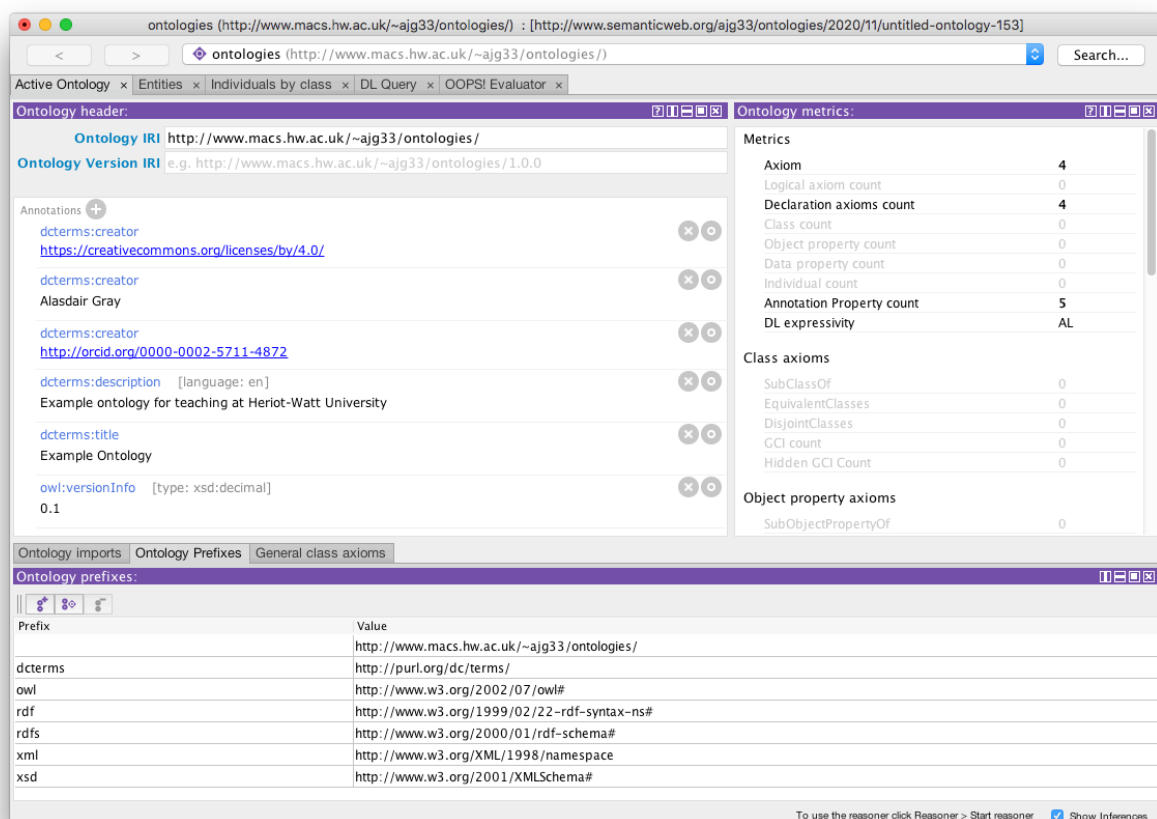 ontologies (http://www.macs.hw.ac.uk/~ajg33/ontologies/) : [http://www.semanticweb.org/ajg33/ontologies/2020/11/untitled-ontology-153]
< > ontologies (http://www.macs.hw.ac.uk/~ajg33/ontologies/) Search...
Active Ontology × Entities × Individuals by class × DL Query × OOPS! Evaluator ×
Ontology header:
Ontology IRI http://www.macs.hw.ac.uk/~ajg33/ontologies/
Ontology Version IRI e.g. http://www.macs.hw.ac.uk/~ajg33/ontologies/1.0.0
Annotations
dcterms:creator
https://creativecommons.org/licenses/by/4.0/
dcterms:creator
Alasdair Gray
dcterms:creator
http://orcid.org/0000-0002-5711-4872
dcterms:description [language: en]
Example ontology for teaching at Heriot-Watt University
dcterms:title
Example Ontology
owl:versionInfo [type: xsd:decimal]
0.1
Ontology metrics:
Metrics
Axiom 4
Logical axiom count 0
Declaration axioms count 4
Class count 0
Object property count 0
Data property count 0
Individual count 0
Annotation Property count 5
DL expressivity AL
Class axioms
SubClassOf 0
EquivalentClasses 0
DisjointClasses 0
GCI count 0
Hidden GCI Count 0
Object property axioms
SubObjectPropertyOf 0
Ontology imports Ontology Prefixes General class axioms
Ontology prefixes:
Prefix Value
http://www.macs.hw.ac.uk/~ajg33/ontologies/
dcterms http://purl.org/dc/terms/
owl http://www.w3.org/2002/07/owl#
rdf http://www.w3.org/1999/02/22-rdf-syntax-ns#
rdfs http://www.w3.org/2000/01/rdf-schema#
xml http://www.w3.org/XML/1998/namespace
xsd http://www.w3.org/2001/XMLSchema#
To use the reasoner click Reasoner > Start reasoner Show Inferences